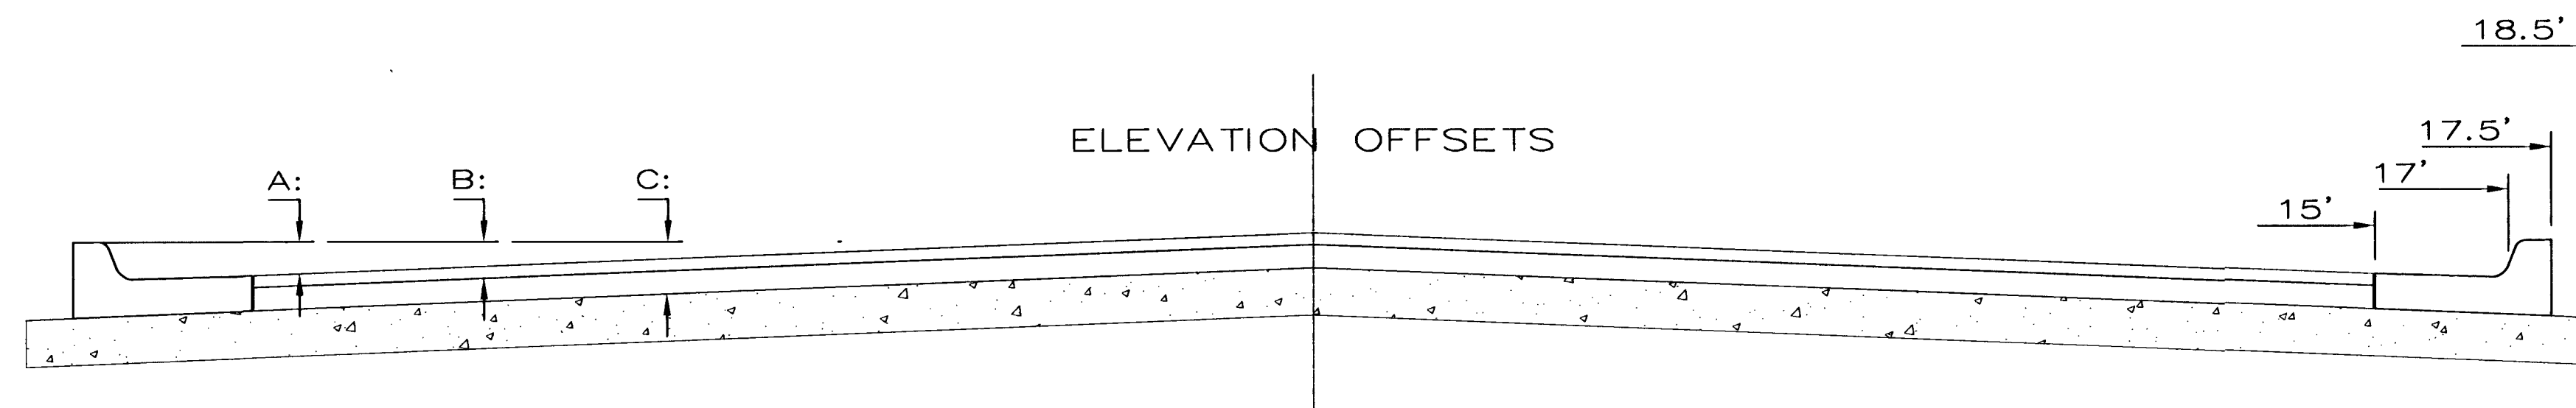 18.5'
ELEVATION OFFSETS
17.5'
A: B: C:
17'
15'